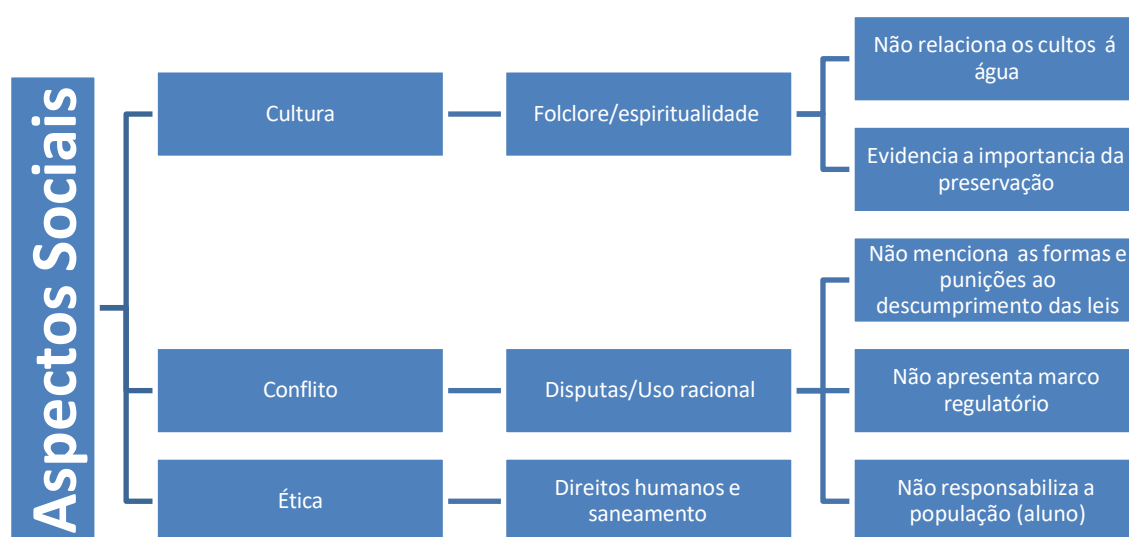 Aspectos Sociais
Cultura
Folclore/espiritualidade
Não relaciona os cultos á
água
Evidencia a importancia da
preservação
Conflito
Disputas/Uso racional
Não menciona as formas e
punições ao
descumprimento das leis
Não apresenta marco
regulatório
Não responsabiliza a
população (aluno)
Ética
Direitos humanos e
saneamento